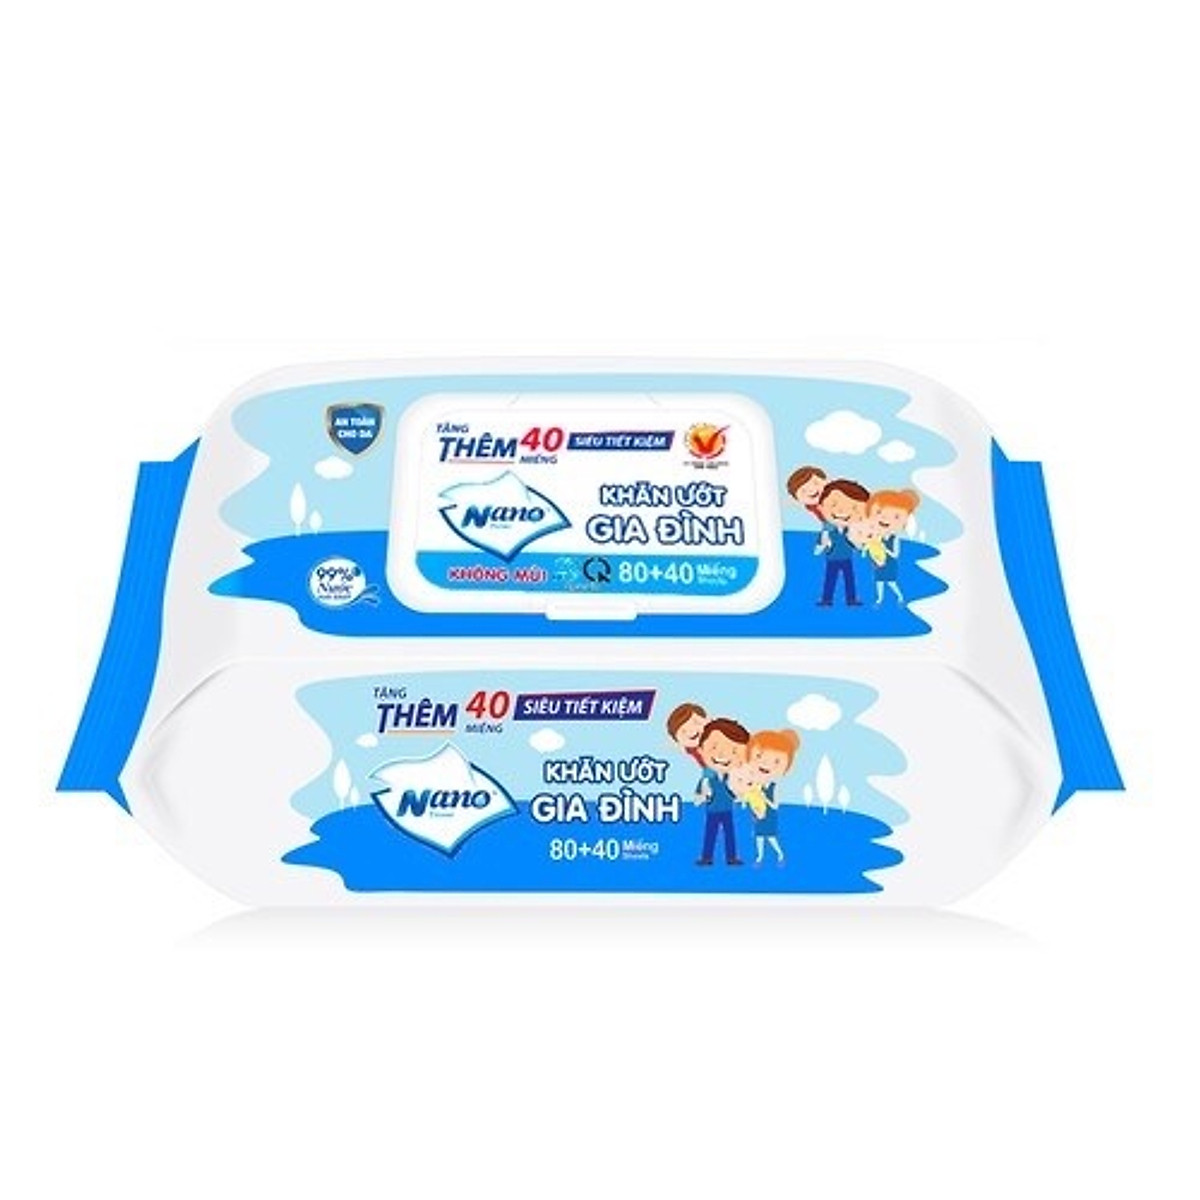 AN TOÀN
CHO DA
TẶNG
THÊM 40
MIẾNG
SIÊU TIẾT KIỆM
Nano
KHĂN ƯỚT
GIA ĐÌNH
KHÔNG MÙI
80+40 Miếng
Sheets
99%
Nước
TẶNG
THÊM 40
MIẾNG
SIÊU TIẾT KIỆM
Nano
KHĂN ƯỚT
GIA ĐÌNH
80+40 Miếng
Sheets